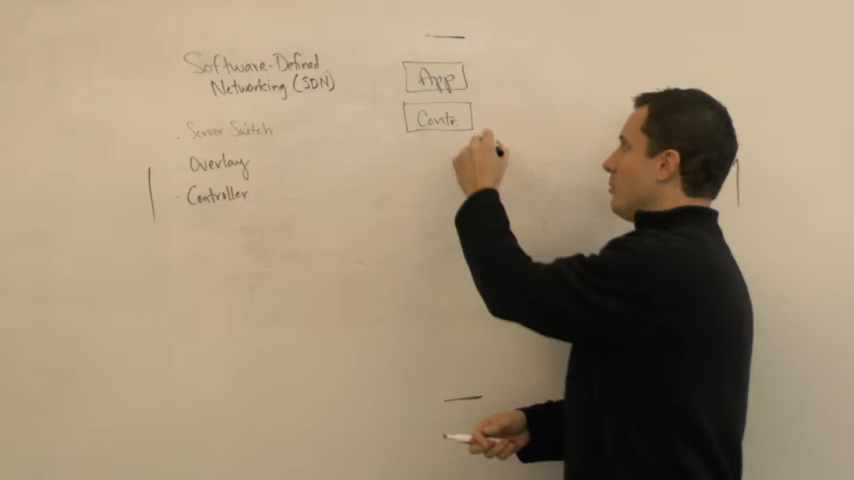 Software-Defined
Networking (SDN)
· Server Switch
· Overlay
· Controller
App
Contr.